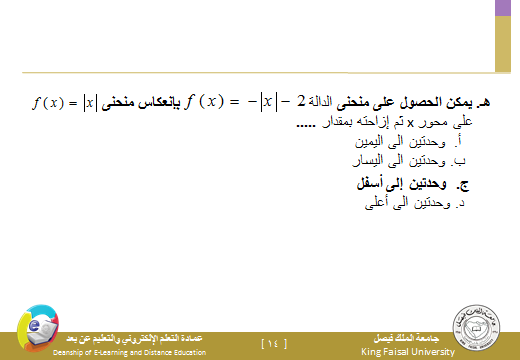 هـ. يمكن الحصول على منحنى الدالة f(x) = −|x| − 2 بإنعكاس منحنى f(x) = |x|
على محور x ثم إزاحته بمقدار .....
أ. وحدتين الى اليمين
ب. وحدتين الى اليسار
ج. وحدتين إلى أسفل
د. وحدتين الى أعلى
جامعة الملك فيصل
King Faisal University
[ ١٤ ]
عمادة التعلم الإلكتروني والتعليم عن بعد
Deanship of E-Learning and Distance Education